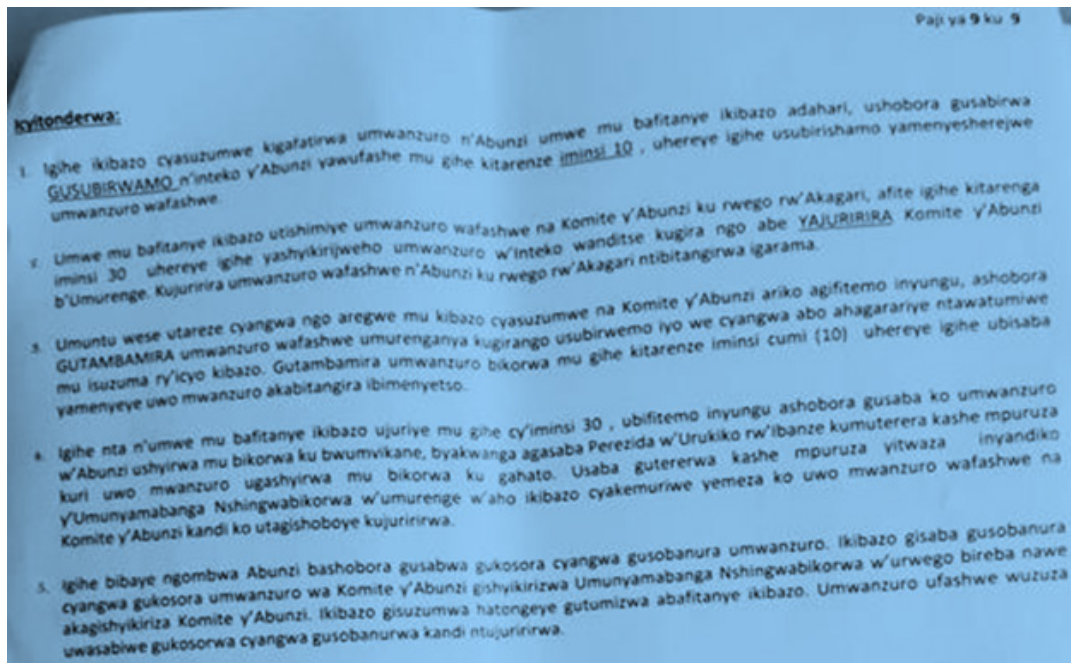 Paji ya 9 ku 9
Icyitonderwa:
1. Igihe ikibazo cyasuzumwe kigafatirwa umwanzuro n'Abunzi umwe mu bafitanye ikibazo adahari, ushobora gusabirwa
GUSUBIRWAMO n'inteko y'Abunzi yawufashe mu gihe kitarenze iminsi 10 , uhereye igihe usubirishamo yamenyesherejwe
umwanzuro wafashwe.
2. Umwe mu bafitanye ikibazo utishimiye umwanzuro wafashwe na Komite y'Abunzi ku rwego rw'Akagari, afite igihe kitarenga
iminsi 30 uhereye igihe yashyikirijweho umwanzuro w'Inteko wanditse kugira ngo abe YAJURIRIRA Komite y'Abunzi
b'Umurenge. Kujuririra umwanzuro wafashwe n'Abunzi ku rwego rw'Akagari ntibitangirwa igarama.
3. Umuntu wese utareze cyangwa ngo aregwe mu kibazo cyasuzumwe na Komite y'Abunzi ariko agifitemo inyungu, ashobora
GUTAMBAMIRA umwanzuro wafashwe umurenganya kugirango usubirwemo iyo we cyangwa abo ahagarariye ntawatumiwe
mu isuzuma ry'icyo kibazo. Gutambamira umwanzuro bikorwa mu gihe kitarenze iminsi cumi (10) uhereye igihe ubisaba
yamenyeye uwo mwanzuro akabitangira ibimenyetso.
4. Igihe nta n'umwe mu bafitanye ikibazo ujuriye mu gihe cy'iminsi 30 , ubifitemo inyungu ashobora gusaba ko umwanzuro
w'Abunzi ushyirwa mu bikorwa ku bwumvikane, byakwanga agasaba Perezida w'Urukiko rw'Ibanze kumuterera kashe mpuruza
kuri uwo mwanzuro ugashyirwa mu bikorwa ku gahato. Usaba gutererwa kashe mpuruza yitwaza inyandiko
y'Umunyamabanga Nshingwabikorwa w'umurenge w'aho ikibazo cyakemuriwe yemeza ko uwo mwanzuro wafashwe na
Komite y'Abunzi kandi ko utagishoboye kujuririrwa.
5. Igihe bibaye ngombwa Abunzi bashobora gusabwa gukosora cyangwa gusobanura umwanzuro. Ikibazo gisaba gusobanura
cyangwa gukosora umwanzuro wa Komite y'Abunzi gishyikirizwa Umunyamabanga Nshingwabikorwa w'urwego bireba nawe
akagishyikiriza Komite y'Abunzi. Ikibazo gisuzumwa hatongeye gutumizwa abafitanye ikibazo. Umwanzuro ufashwe wuzuza
uwasabiwe gukosorwa cyangwa gusobanurwa kandi ntujuririrwa.